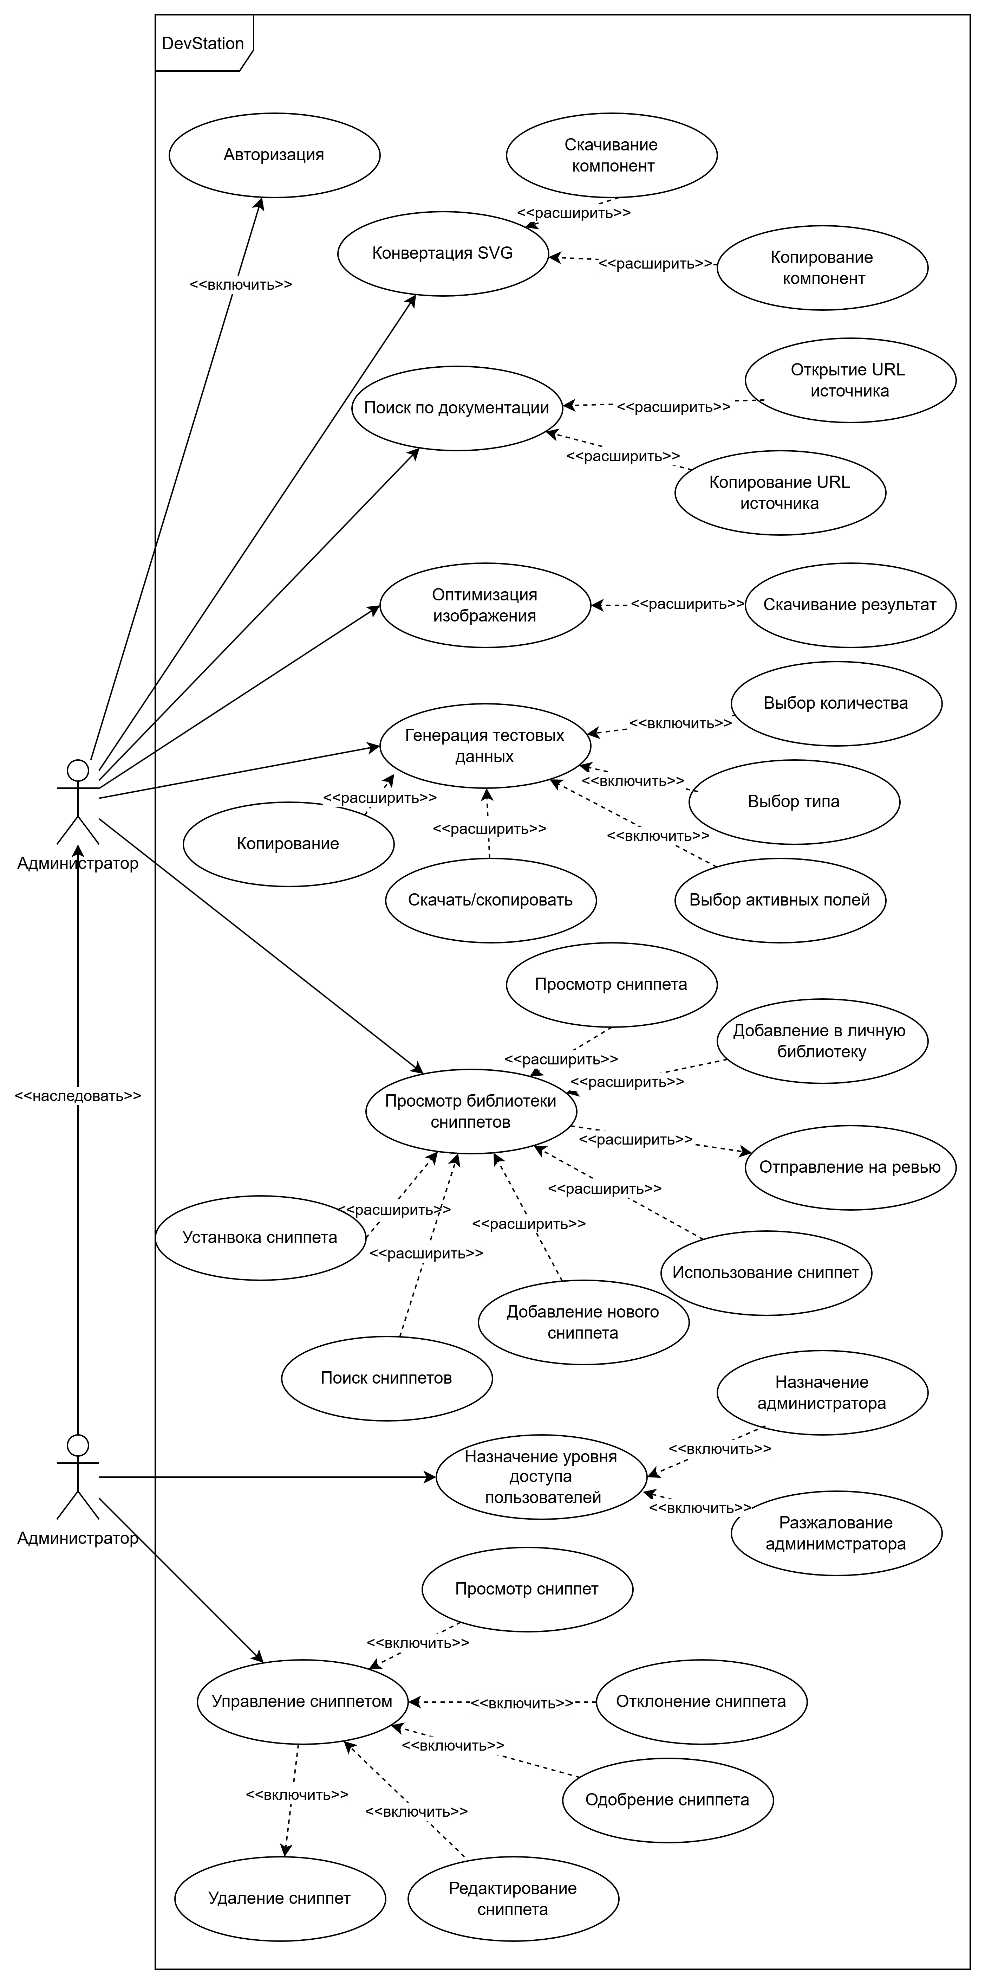 DevStation
Авторизация
Скачивание
компонент
<<расширить>>
Конвертация SVG
<<расширить>>
Копирование
компонент
<<включить>>
Открытие URL
источника
Поиск по документации
<<расширить>>
<<расширить>>
Копирование URL
источника
Оптимизация
изображения
<<расширить>>
Скачивание результат
Выбор количества
Генерация тестовых
данных
<<включить>>
<<включить>>
Выбор типа
<<расширить>>
<<расширить>>
<<включить>>
Копирование
Администратор
Скачать/скопировать
Выбор активных полей
Просмотр сниппета
Добавление в личную
библиотеку
<<расширить>>
<<расширить>>
<<наследовать>>
Просмотр библиотеки
сниппетов
<<расширить>>
Отправление на ревью
<<расширить>>
<<расширить>>
<<расширить>>
Устанвока сниппета
<<расширить>>
Использование сниппет
Добавление нового
сниппета
Поиск сниппетов
Назначение
администратора
<<включить>>
Назначение уровня
доступа
пользователей
<<включить>>
Разжалование
админимстратора
Администратор
Просмотр сниппет
<<включить>>
Управление сниппетом
<<включить>>
Отклонение сниппета
<<включить>>
<<включить>>
<<включить>>
Одобрение сниппета
Удаление сниппет
Редактирование
сниппета